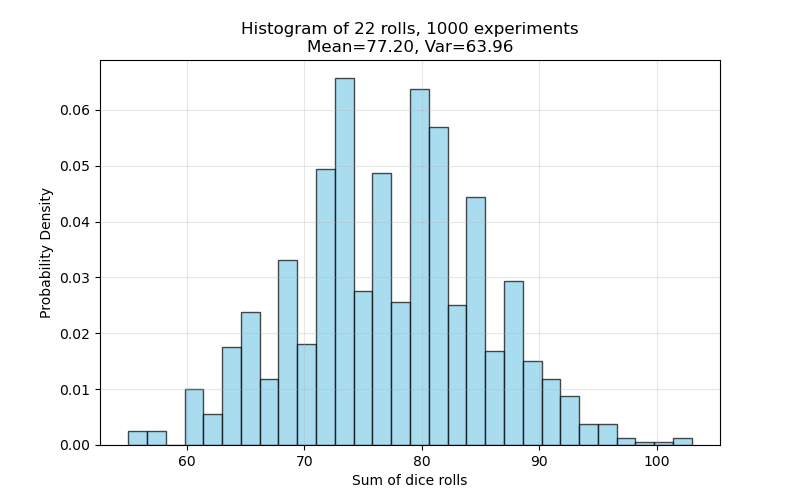 Histogram of 22 rolls, 1000 experiments
Mean=77.20, Var=63.96
Probability Density
0.06
0.05
0.04
0.03
0.02
0.01
0.00
60 70 80 90 100
Sum of dice rolls